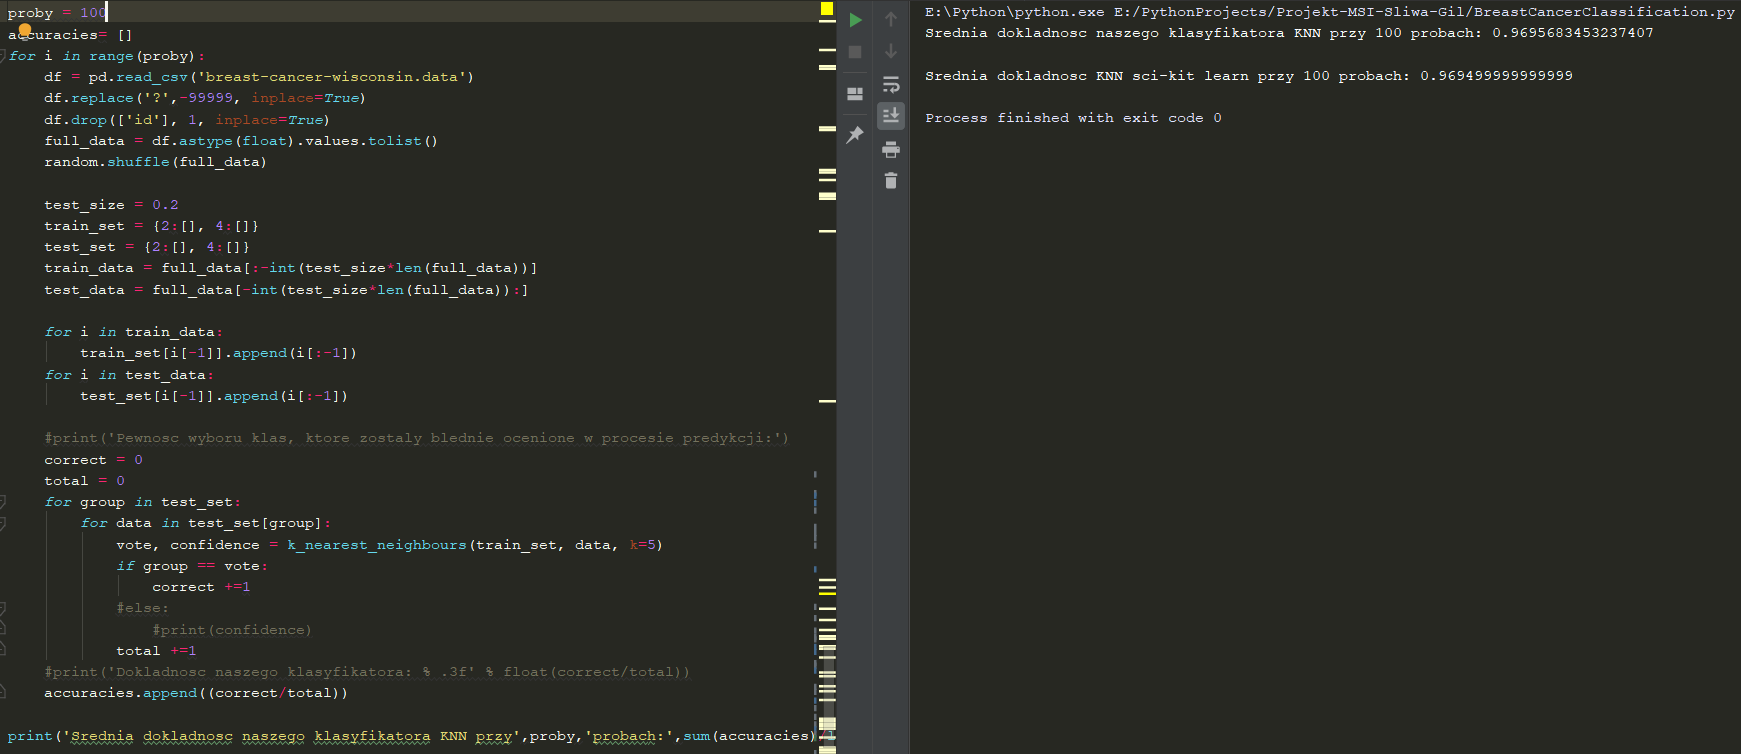 proby = 100
accuracies= []
for i in range(proby):
df = pd.read_csv('breast-cancer-wisconsin.data')
df.replace('?',-99999, inplace=True)
df.drop(['id'], 1, inplace=True)
full_data = df.astype(float).values.tolist()
random.shuffle(full_data)
test_size = 0.2
train_set = {2:[], 4:[]}
test_set = {2:[], 4:[]}
train_data = full_data[:-int(test_size*len(full_data))]
test_data = full_data[-int(test_size*len(full_data)):]
for i in train_data:
train_set[i[-1]].append(i[:-1])
for i in test_data:
test_set[i[-1]].append(i[:-1])
#print('Pewnosc wyboru klas, ktore zostaly blednie ocenione w procesie predykcji:')
correct = 0
total = 0
for group in test_set:
for data in test_set[group]:
vote, confidence = k_nearest_neighbours(train_set, data, k=5)
if group == vote:
correct +=1
#else:
#print(confidence)
total +=1
#print('Dokladnosc naszego klasyfikatora: % .3f' % float(correct/total))
accuracies.append((correct/total))
print('Srednia dokladnosc naszego klasyfikatora KNN przy',proby,'probach:',sum(accuracies)
E:\Python\python.exe E:/PythonProjects/Projekt-MSI-Sliwa-Gil/BreastCancerClassification.py
Srednia dokladnosc naszego klasyfikatora KNN przy 100 probach: 0.9695683453237407
Srednia dokladnosc KNN sci-kit learn przy 100 probach: 0.969499999999999
Process finished with exit code 0